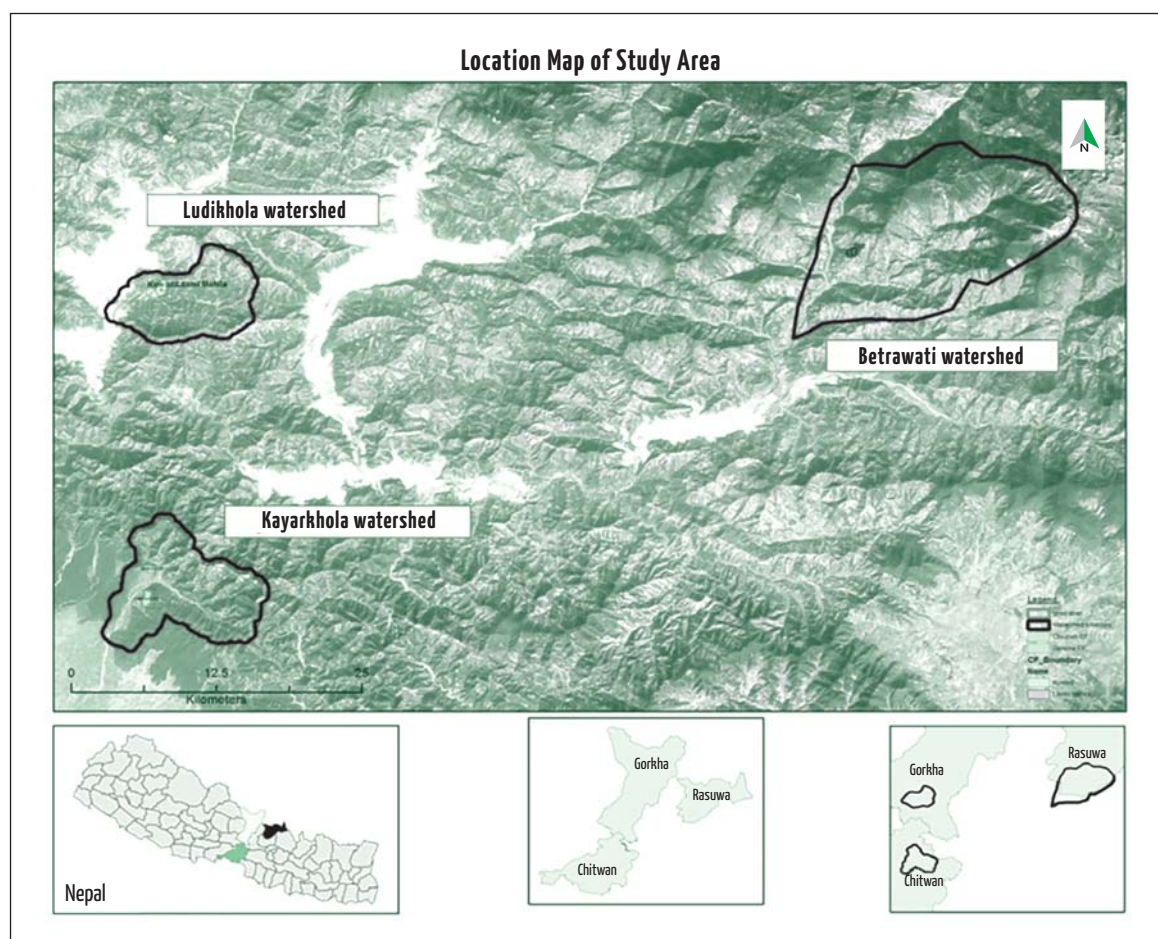 Location Map of Study Area
N
Ludikhola watershed
Betrawati watershed
Kayarkhola watershed
0 12.5 25
Kilometers
Legend
CF_Boundary
Name
Nepal
Gorkha
Rasuwa
Chitwan
Rasuwa
Gorkha
Chitwan